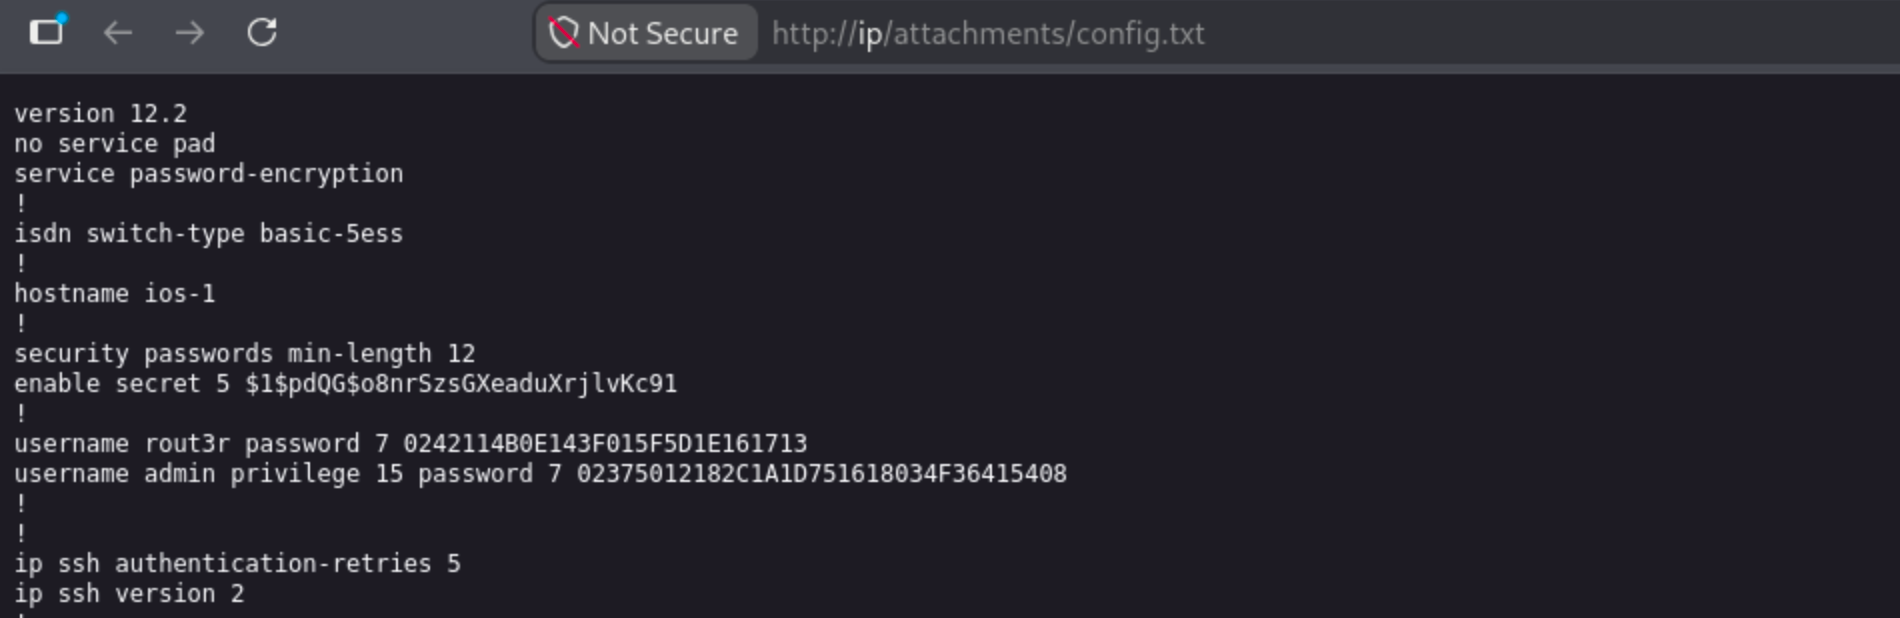 Not Secure http://ip/attachments/config.txt
version 12.2
no service pad
service password-encryption
!
isdn switch-type basic-5ess
!
hostname ios-1
!
security passwords min-length 12
enable secret 5 $1$pdQG$o8nrSzsGXeaduXrjlvKc91
!
username rout3r password 7 0242114B0E143F015F5D1E161713
username admin privilege 15 password 7 02375012182C1A1D751618034F36415408
!
!
ip ssh authentication-retries 5
ip ssh version 2